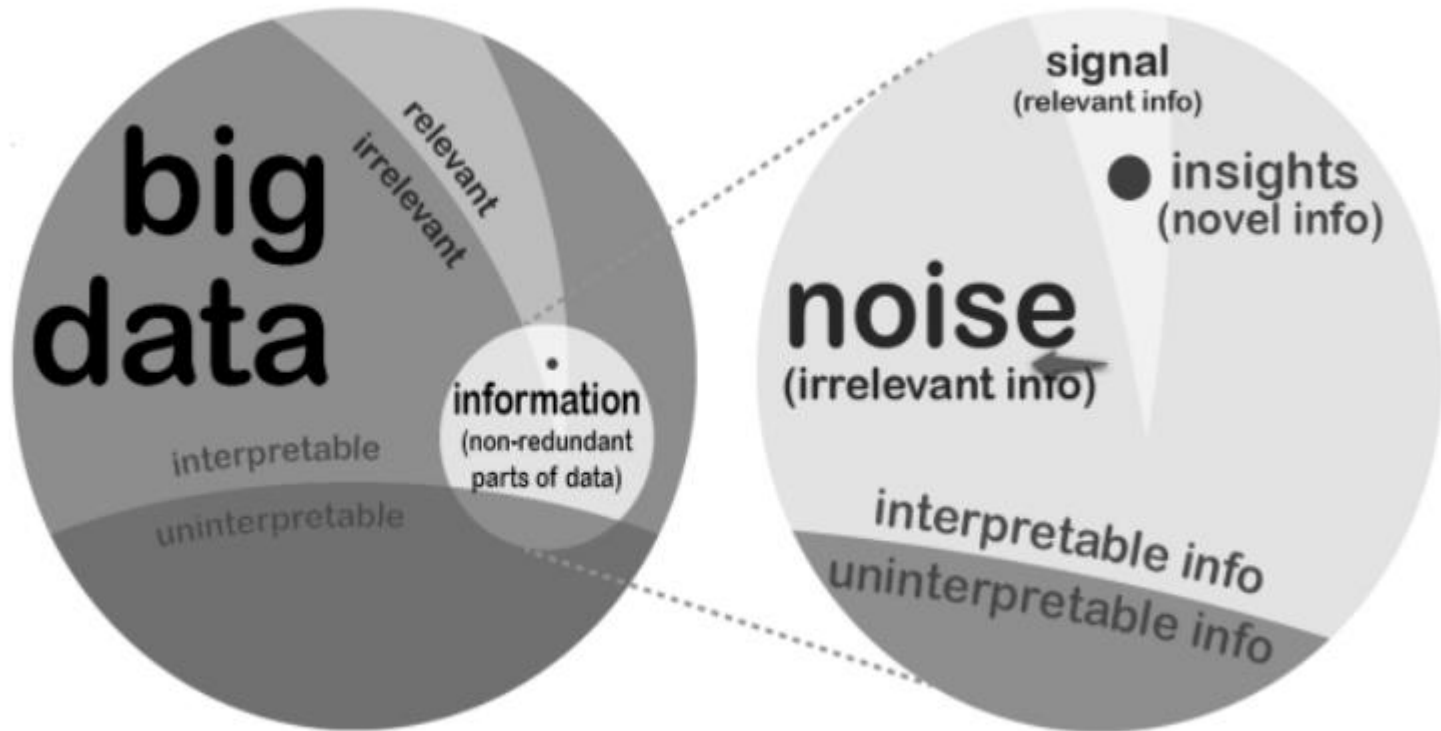 big
data
relevant
irrelevant
information
(non-redundant
parts of data)
interpretable
uninterpretable
signal
(relevant info)
insights
(novel info)
noise
(irrelevant info)
interpretable info
uninterpretable info